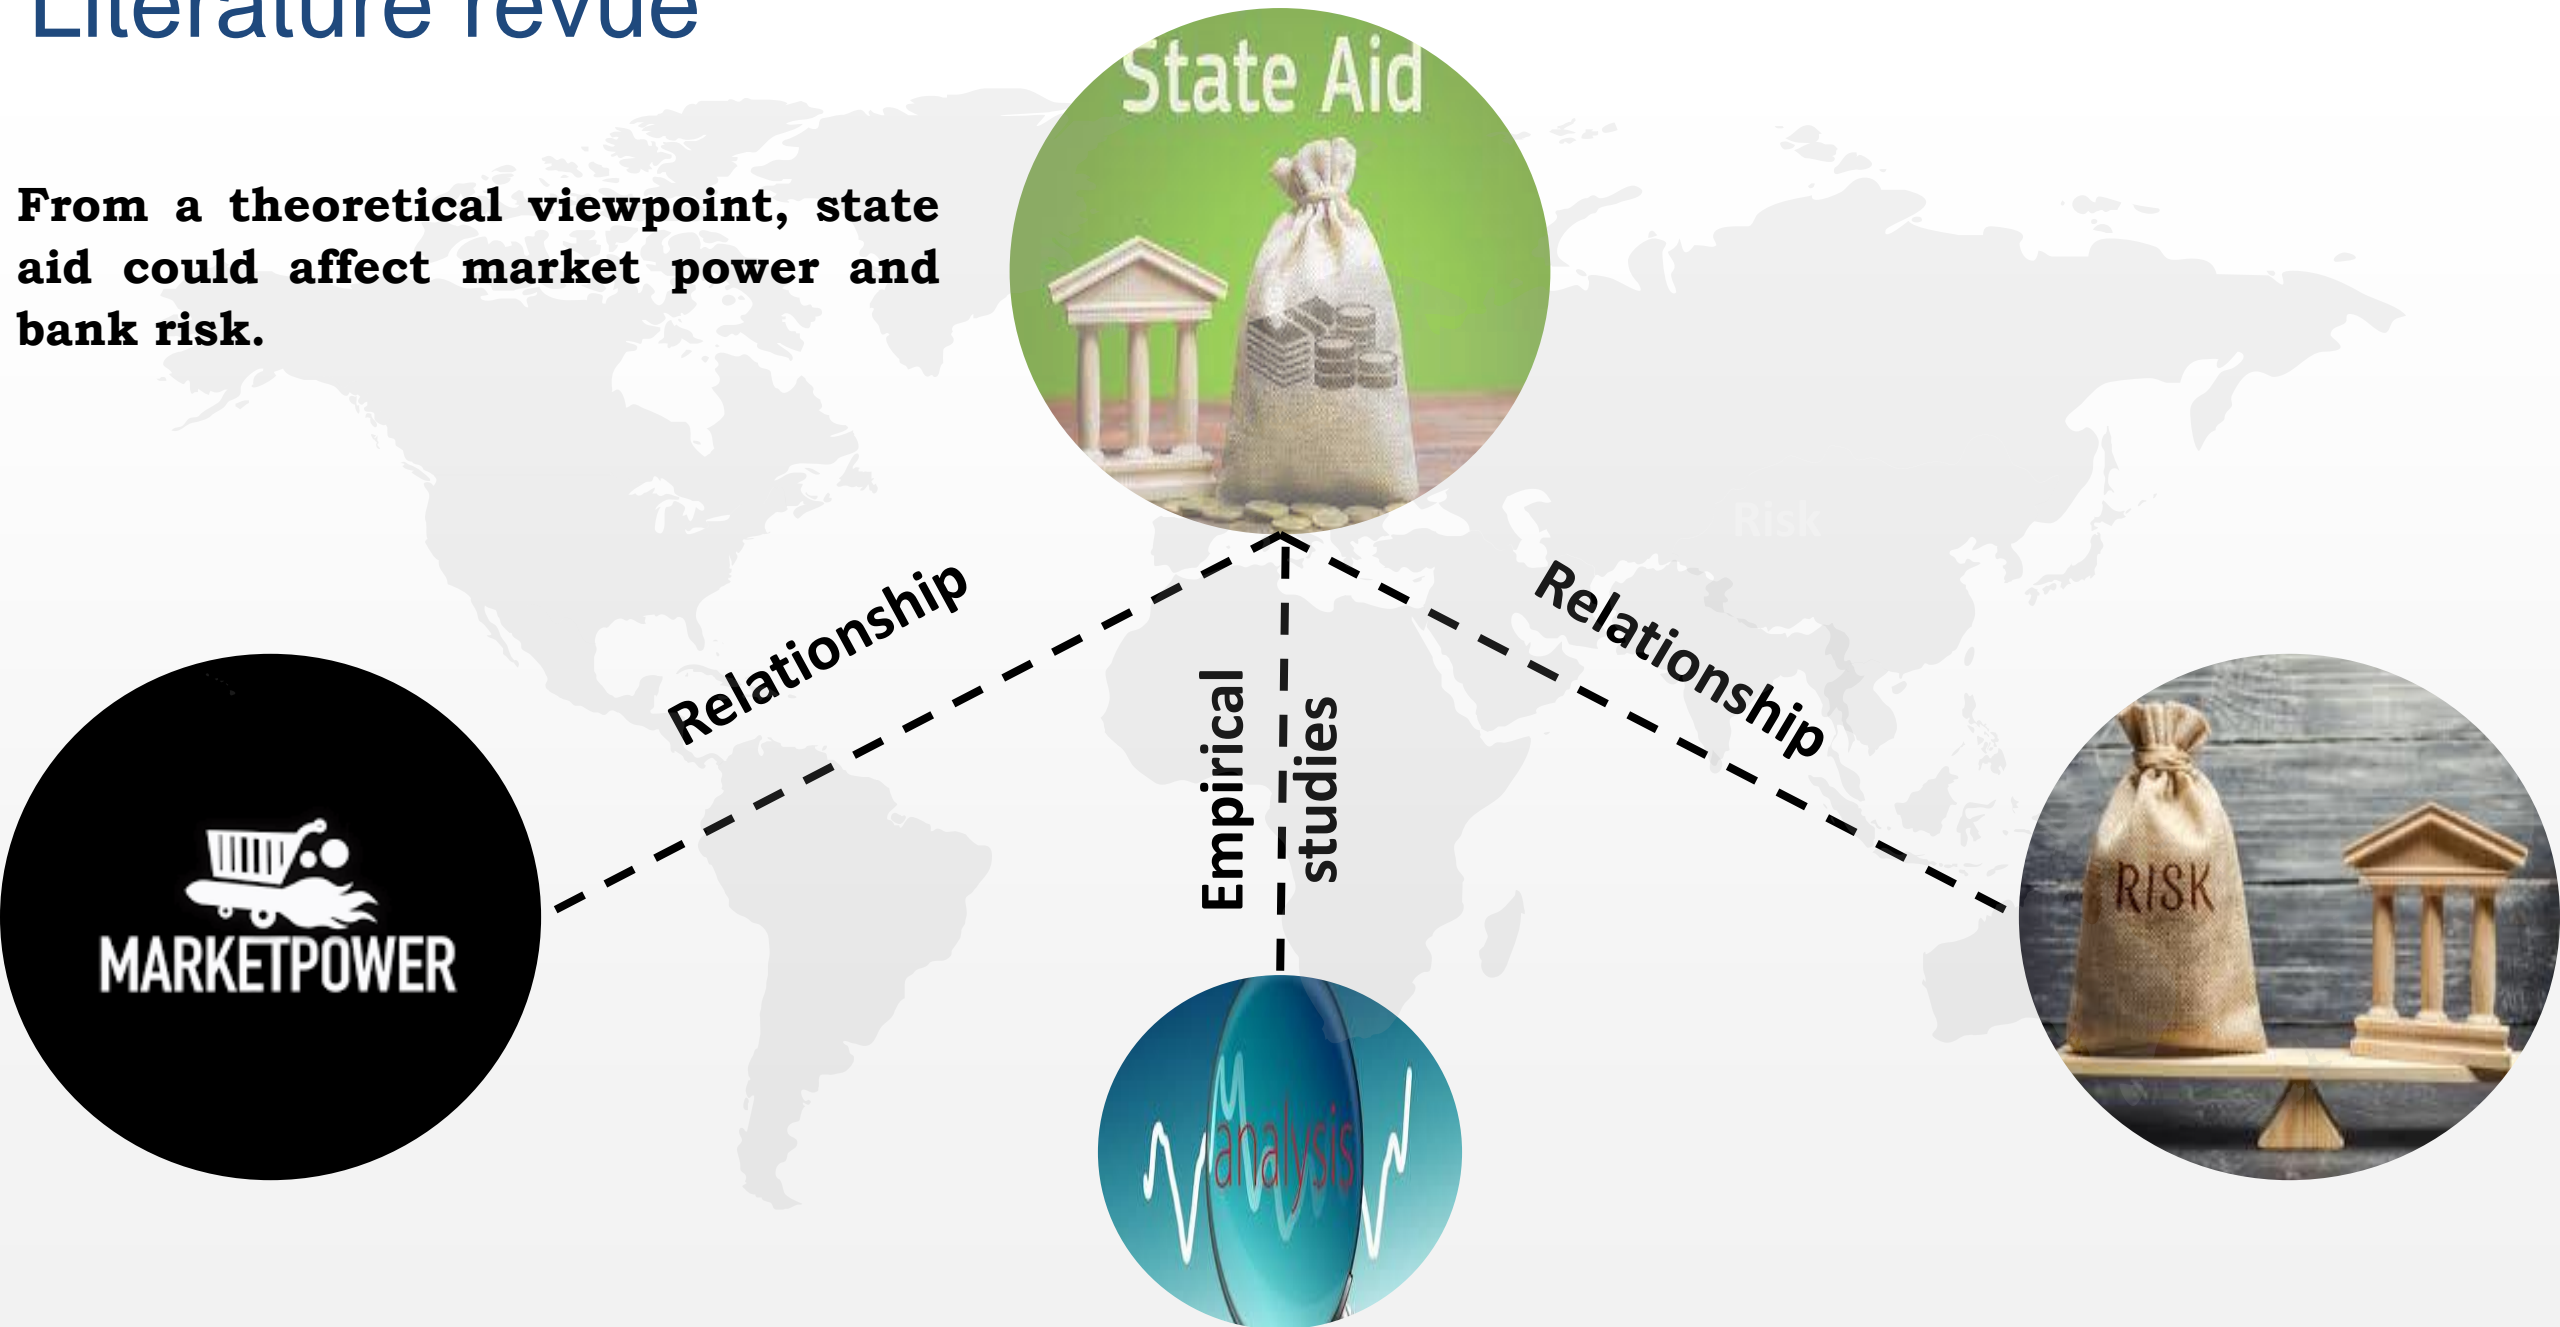 Literature revue
State Aid
From a theoretical viewpoint, state
aid could affect market power and
bank risk.
Risk
Relationship
Relationship
Empirical
studies
MARKETPOWER
RISK
analysis